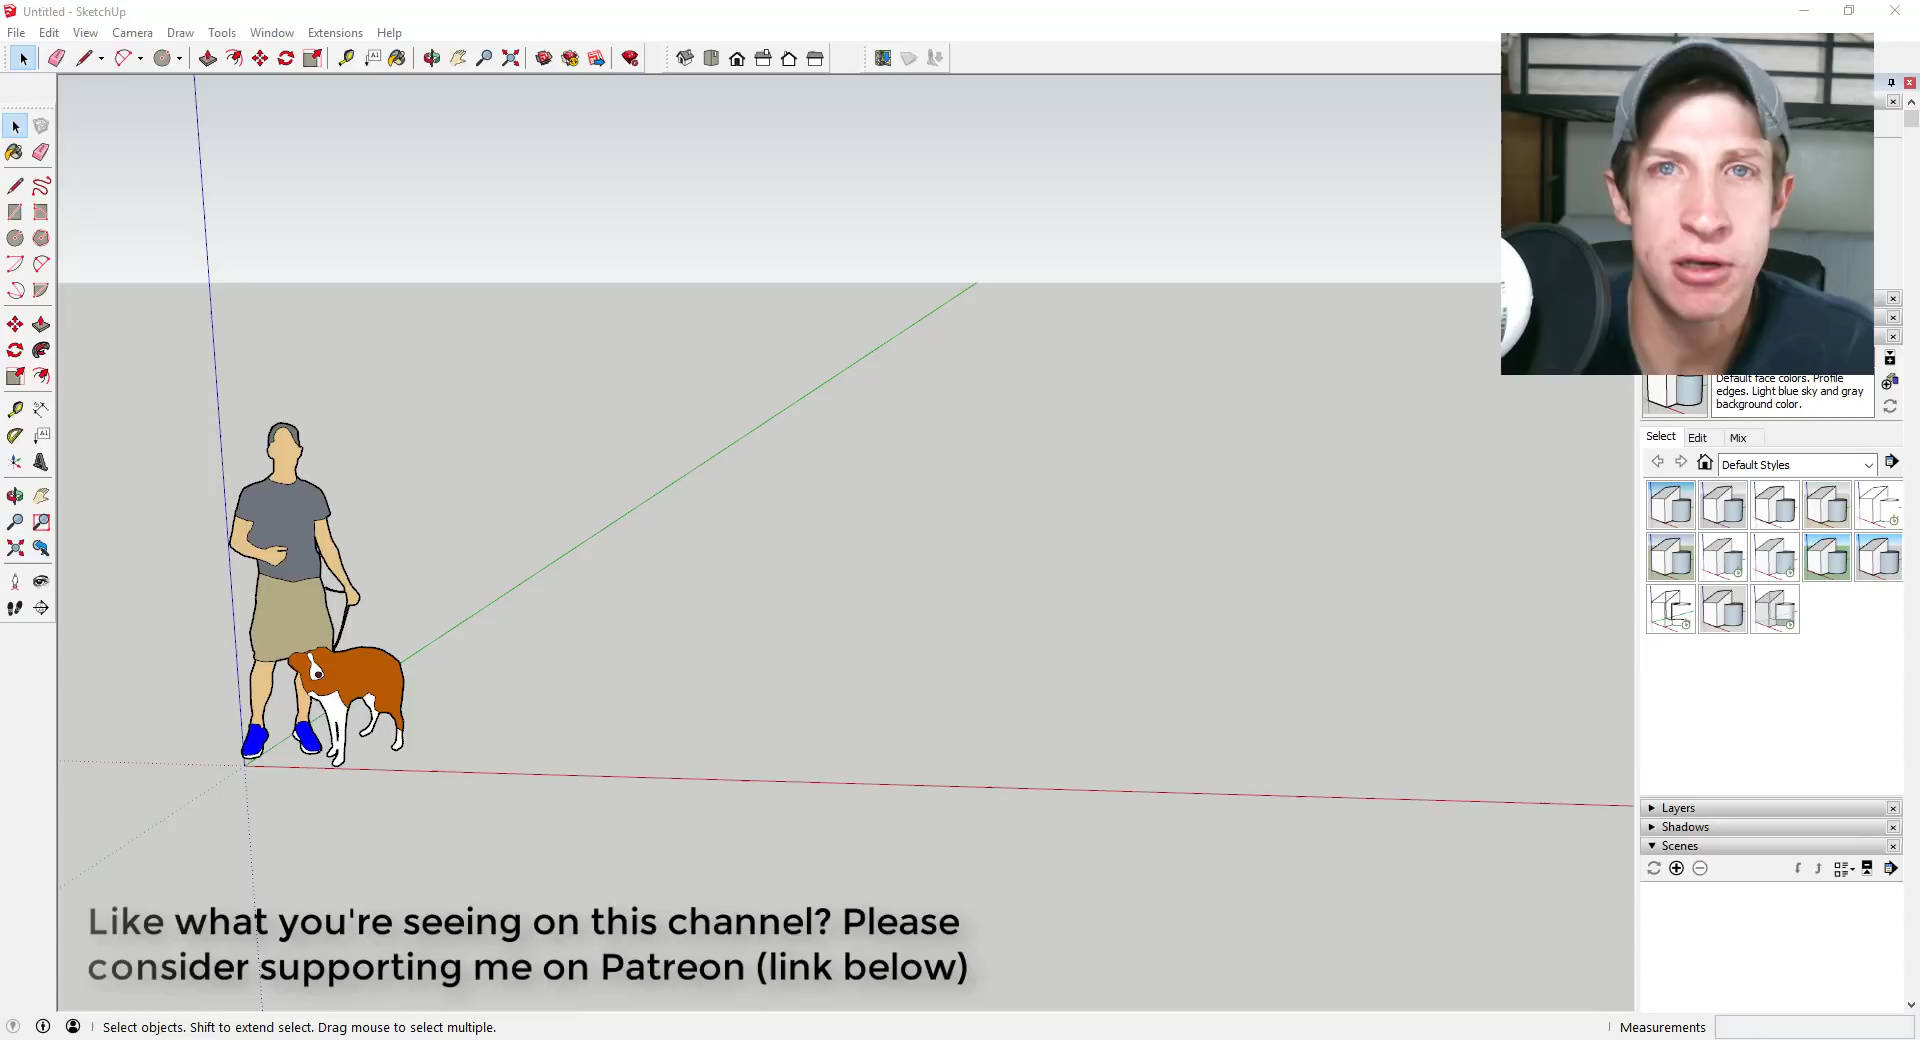 Untitled - SketchUp
File Edit View Camera Draw Tools Window Extensions Help
Default face colors. Profile
edges. Light blue sky and gray
background color.
Select Edit Mix
Default Styles
Layers
Shadows
Scenes
Like what you're seeing on this channel? Please
consider supporting me on Patreon (link below)
Select objects. Shift to extend select. Drag mouse to select multiple.
Measurements